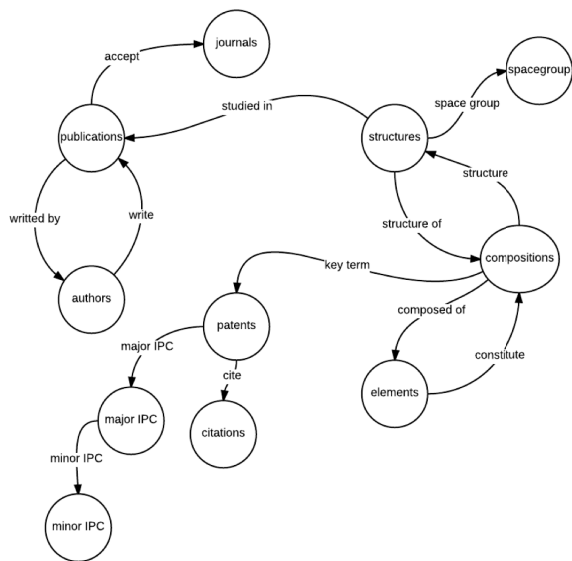 journals
accept
spacegroup
studied in
space group
publications
structures
structure
writted by
write
structure of
compositions
key term
authors
composed of
patents
major IPC
constitute
cite
elements
major IPC
citations
minor IPC
minor IPC